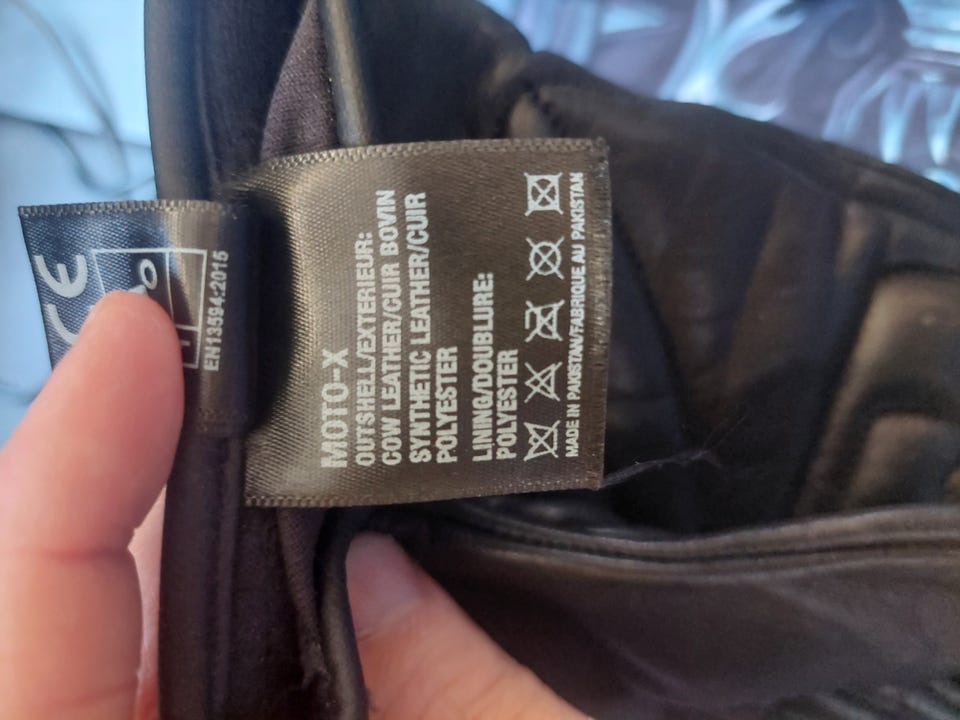 CE
EN13594:2015
MOTO-X
OUTSHELL/EXTERIEUR:
COW LEATHER/CUIR BOVIN
SYNTHETIC LEATHER/CUIR
POLYESTER
LINING/DOUBLURE:
POLYESTER
MADE IN PAKISTAN/FABRIQUE AU PAKISTAN